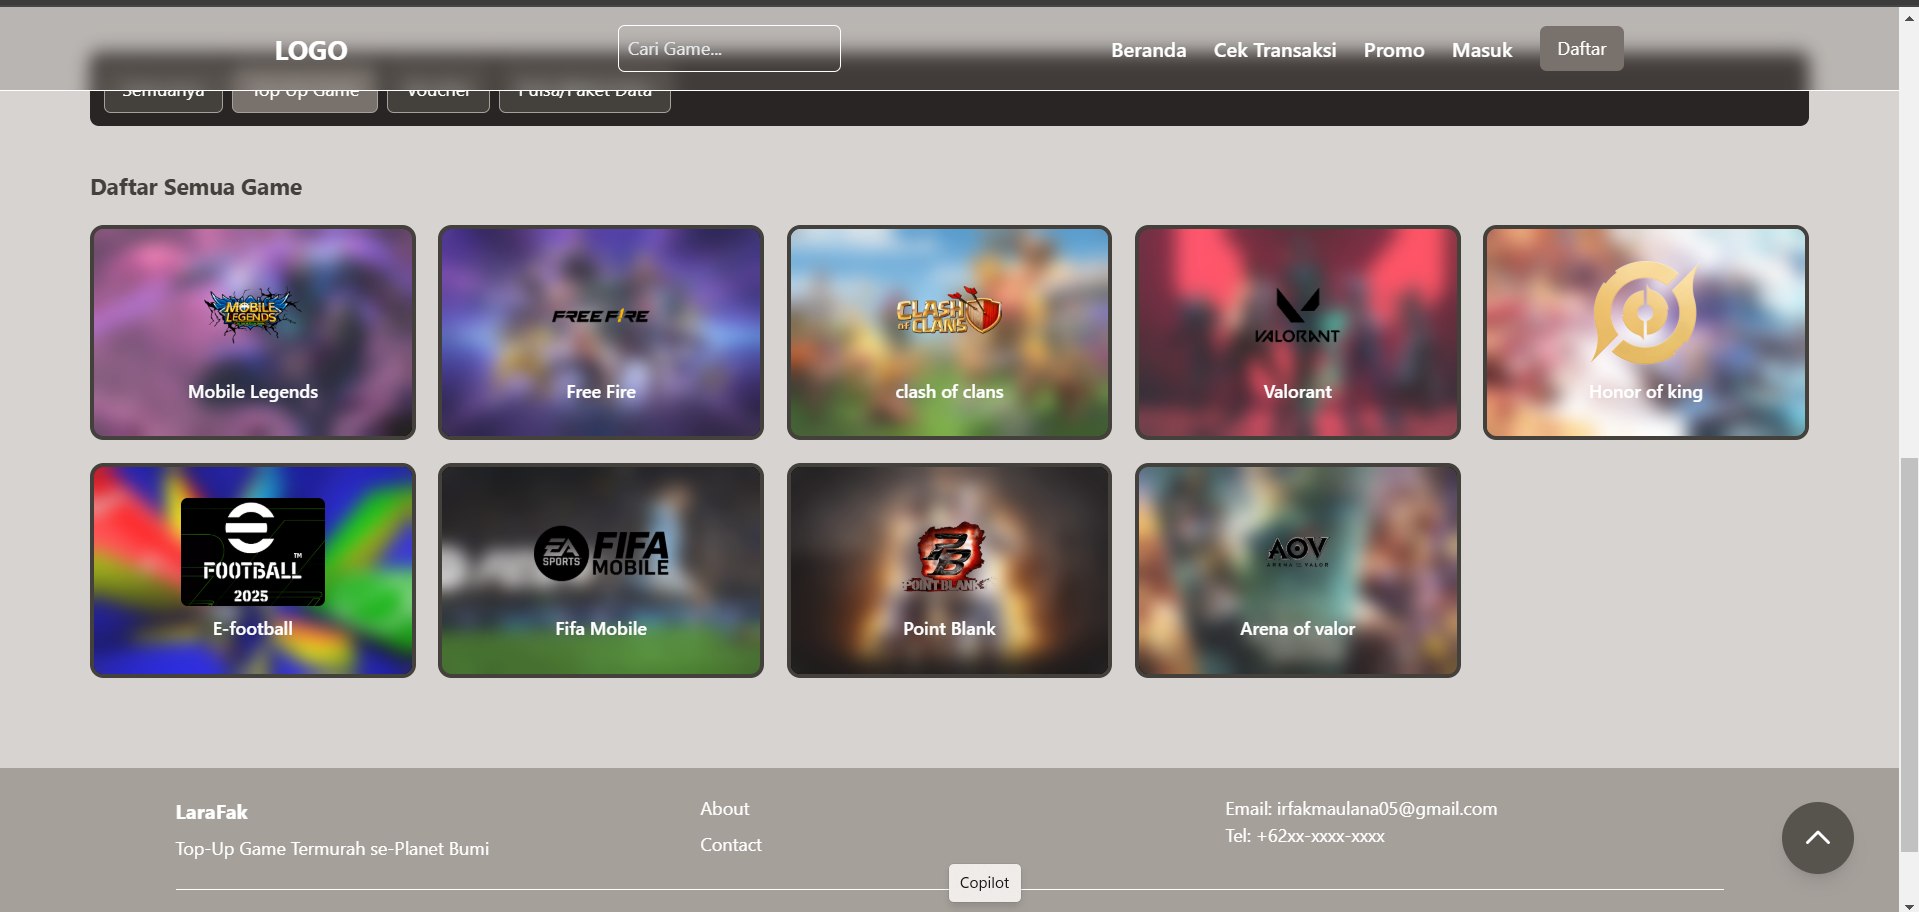 LOGO
Cari Game...
Beranda
Cek Transaksi
Promo
Masuk
Daftar
Semuanya
Top Up Game
Voucher
Pulsa/Paket Data
Daftar Semua Game
MOBILE
LEGENDS
Mobile Legends
FREE FIRE
Free Fire
CLASH
OF CLANS
clash of clans
VALORANT
Valorant
Honor of king
FOOTBALL™
2025
E-football
EA
SPORTS
FIFA
MOBILE
Fifa Mobile
PB
POINT BLANK
Point Blank
AOV
ARENA OF VALOR
Arena of valor
LaraFak
Top-Up Game Termurah se-Planet Bumi
About
Contact
Email: irfakmaulana05@gmail.com
Tel: +62xx-xxxx-xxxx
Copilot